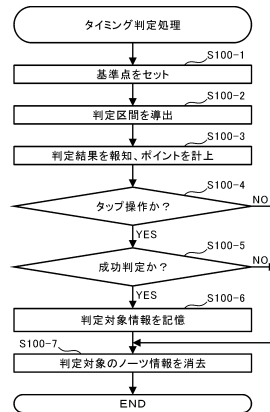 タイミング判定処理
S100-1
基準点をセット
S100-2
判定区間を導出
S100-3
判定結果を報知、ポイントを計上
S100-4
タップ操作か?
NO
YES
S100-5
成功判定か?
NO
YES
S100-6
判定対象情報を記憶
S100-7
判定対象のノーツ情報を消去
END